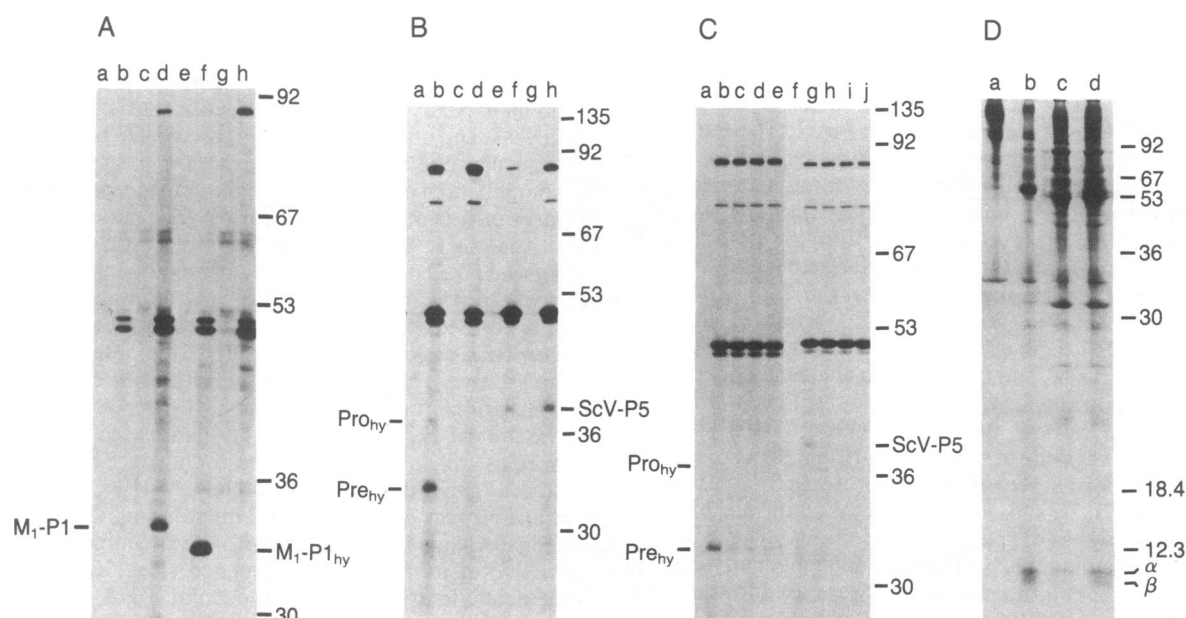 A
a b c d e f g h
92
67
53
36
30
M₁-P1
M₁-P1hy
B
a b c d e f g h
135
92
67
53
ScV-P5
36
30
Prohy
Prehy
C
a b c d e f g h i j
135
92
67
53
ScV-P5
36
30
Prohy
Prehy
D
a b c d
92
67
53
36
30
18.4
12.3
α
β